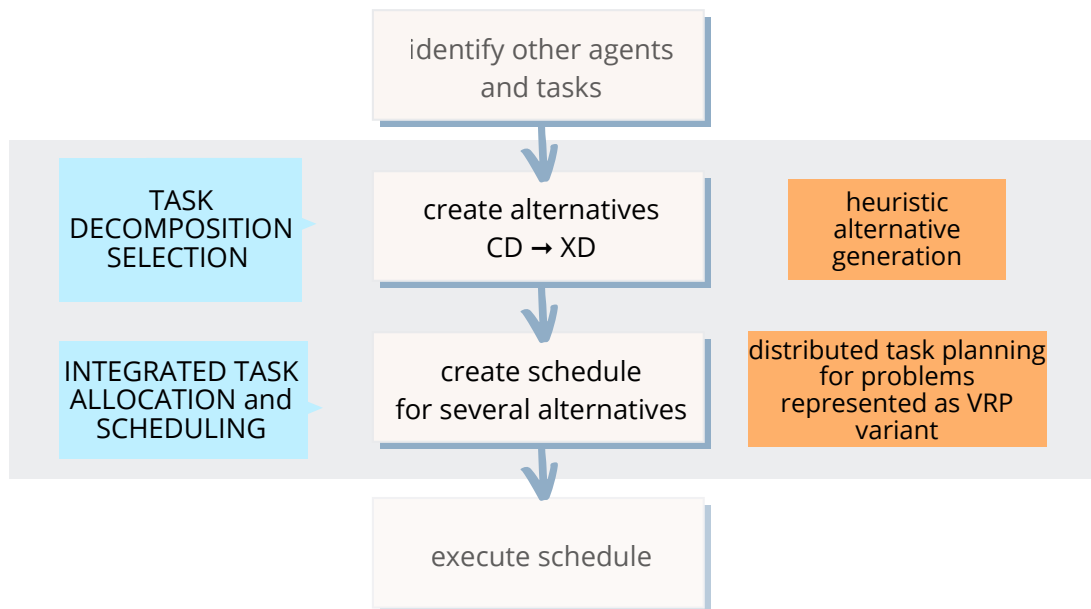 identify other agents
and tasks
TASK
DECOMPOSITION
SELECTION
create alternatives
CD → XD
heuristic
alternative
generation
INTEGRATED TASK
ALLOCATION and
SCHEDULING
create schedule
for several alternatives
distributed task planning
for problems
represented as VRP
variant
execute schedule